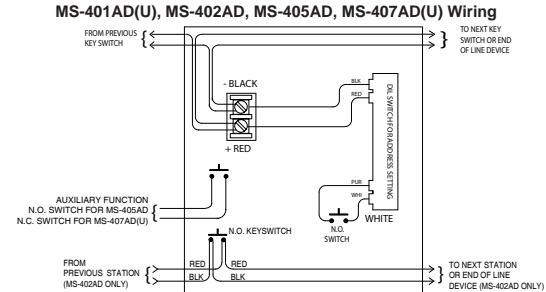 MS-401AD(U), MS-402AD, MS-405AD, MS-407AD(U) Wiring
FROM PREVIOUS
KEY SWITCH
TO NEXT KEY
SWITCH OR END
OF LINE DEVICE
- BLACK
+ RED
BLK
RED
DIL SWITCH FOR ADDRESS SETTING
PUR
WHI
WHITE
N.O.
SWITCH
AUXILIARY FUNCTION
N.O. SWITCH FOR MS-405AD
N.C. SWITCH FOR MS-407AD(U)
N.O. KEYSWITCH
FROM
PREVIOUS STATION
(MS-402AD ONLY)
RED RED
BLK BLK
TO NEXT STATION
OR END OF LINE
DEVICE (MS-402AD ONLY)